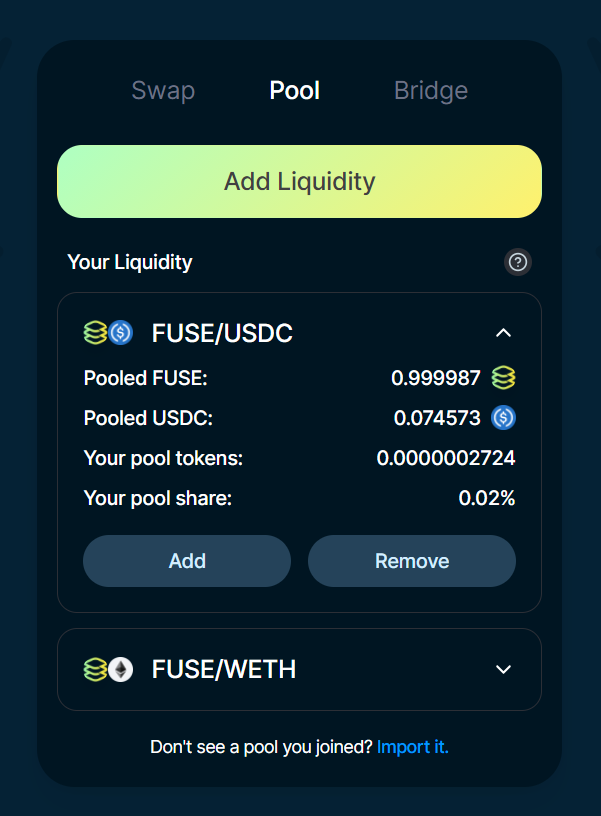 Swap Pool Bridge
Add Liquidity
Your Liquidity
FUSE/USDC
Pooled FUSE: 0.999987
Pooled USDC: 0.074573
Your pool tokens: 0.0000002724
Your pool share: 0.02%
Add Remove
FUSE/WETH
Don't see a pool you joined? Import it.